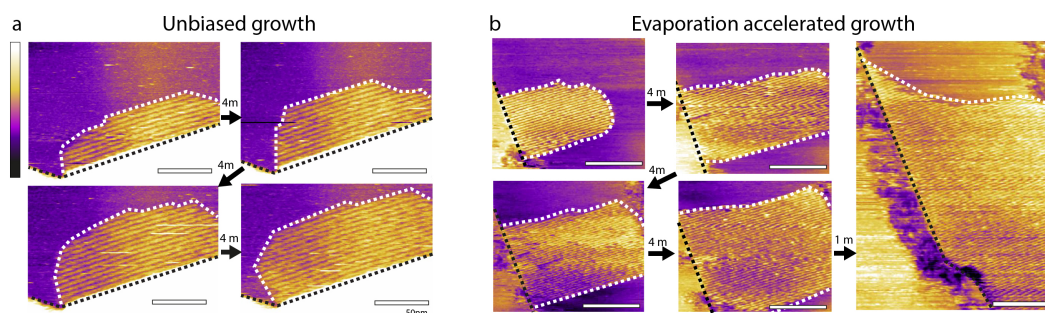 a
Unbiased growth
4m
4m
4 m
50nm
b
Evaporation accelerated growth
4 m
4m
4 m
1 m